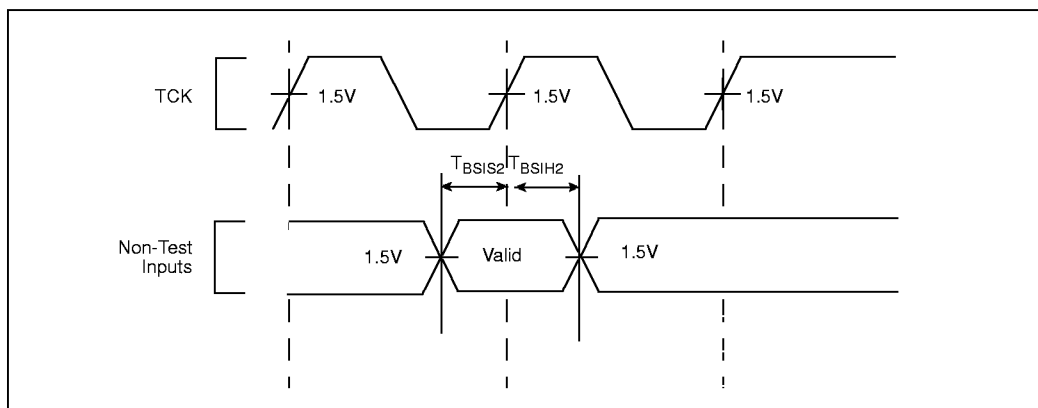 TCK
1.5V 1.5V 1.5V
TBSIS2 TBSIH2
Non-Test
Inputs
1.5V Valid 1.5V